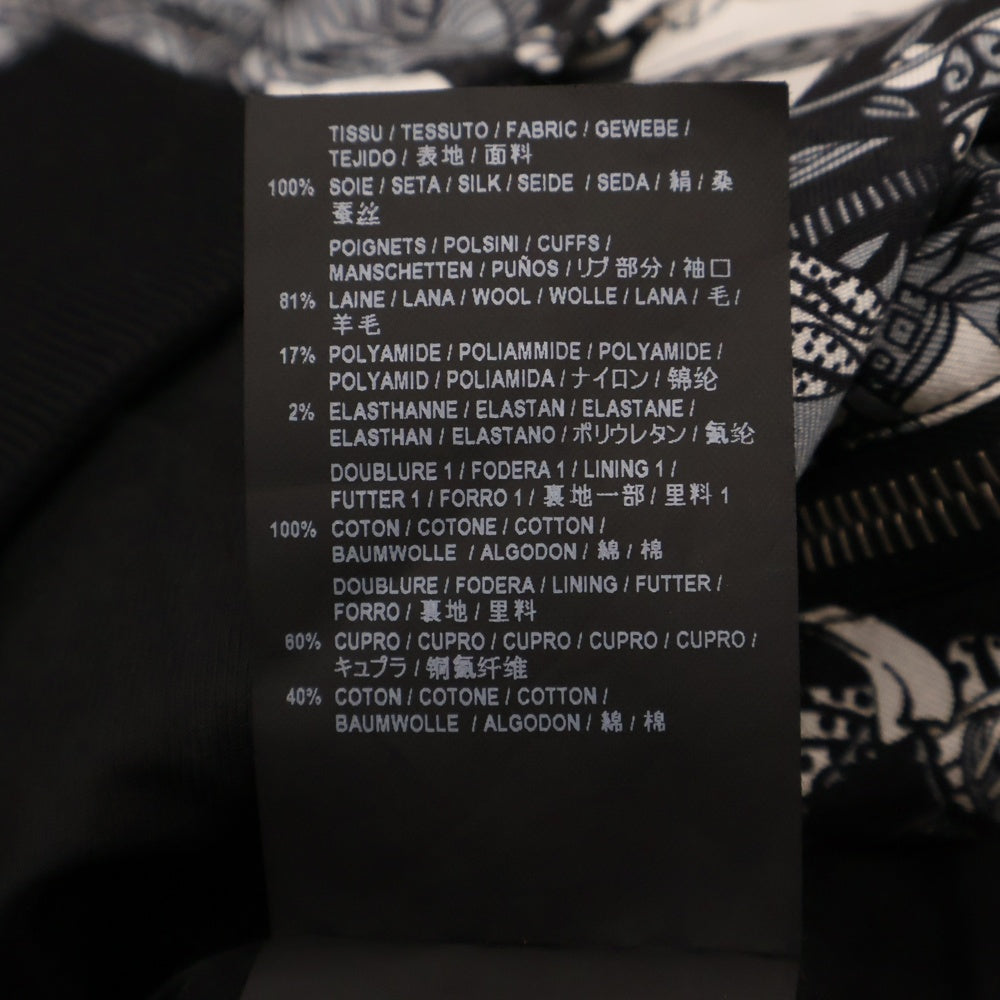 TISSU / TESSUTO / FABRIC / GEWEBE /
TEJIDO / 表地 / 面料
100% SOIE / SETA / SILK / SEIDE / SEDA / 絹 / 桑
蚕丝
POIGNETS / POLSINI / CUFFS /
MANSCHETTEN / PUÑOS / リブ部分 / 袖口
81% LAINE / LANA / WOOL / WOLLE / LANA / 毛 /
羊毛
17% POLYAMIDE / POLIAMMIDE / POLYAMIDE /
POLYAMID / POLIAMIDA / ナイロン / 锦纶
2% ELASTHANNE / ELASTAN / ELASTANE /
ELASTHAN / ELASTANO / ポリウレタン / 氨纶
DOUBLURE 1 / FODERA 1 / LINING 1 /
FUTTER 1 / FORRO 1 / 裏地一部 / 里料 1
100% COTON / COTONE / COTTON /
BAUMWOLLE / ALGODON / 綿 / 棉
DOUBLURE / FODERA / LINING / FUTTER /
FORRO / 裏地 / 里料
60% CUPRO / CUPRO / CUPRO / CUPRO / CUPRO /
キュプラ / 铜氨纤维
40% COTON / COTONE / COTTON /
BAUMWOLLE / ALGODON / 綿 / 棉